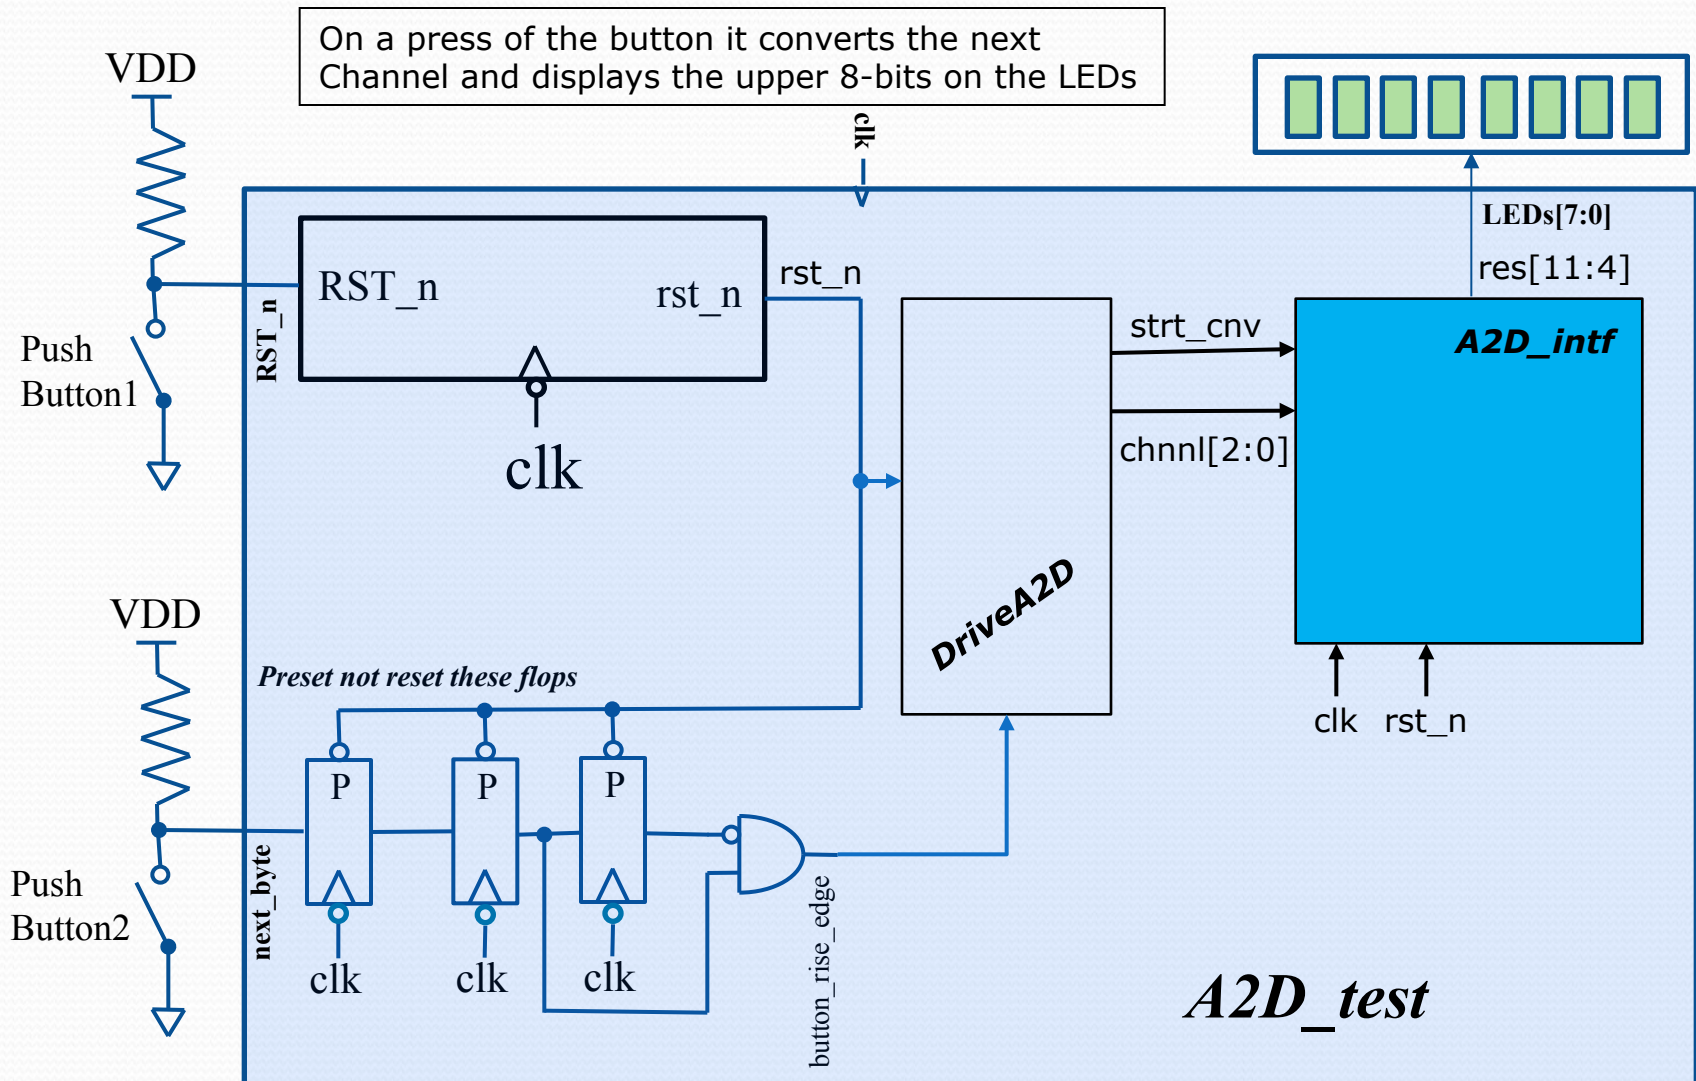 On a press of the button it converts the next
Channel and displays the upper 8-bits on the LEDs
VDD
clk
LEDs[7:0]
res[11:4]
RST_n
rst_n
rst_n
RST_n
clk
Push
Button1
strt_cnv
chnnl[2:0]
A2D_intf
DriveA2D
clk
rst_n
VDD
Preset not reset these flops
P
P
P
next_byte
Push
Button2
clk
clk
clk
button_rise_edge
A2D_test